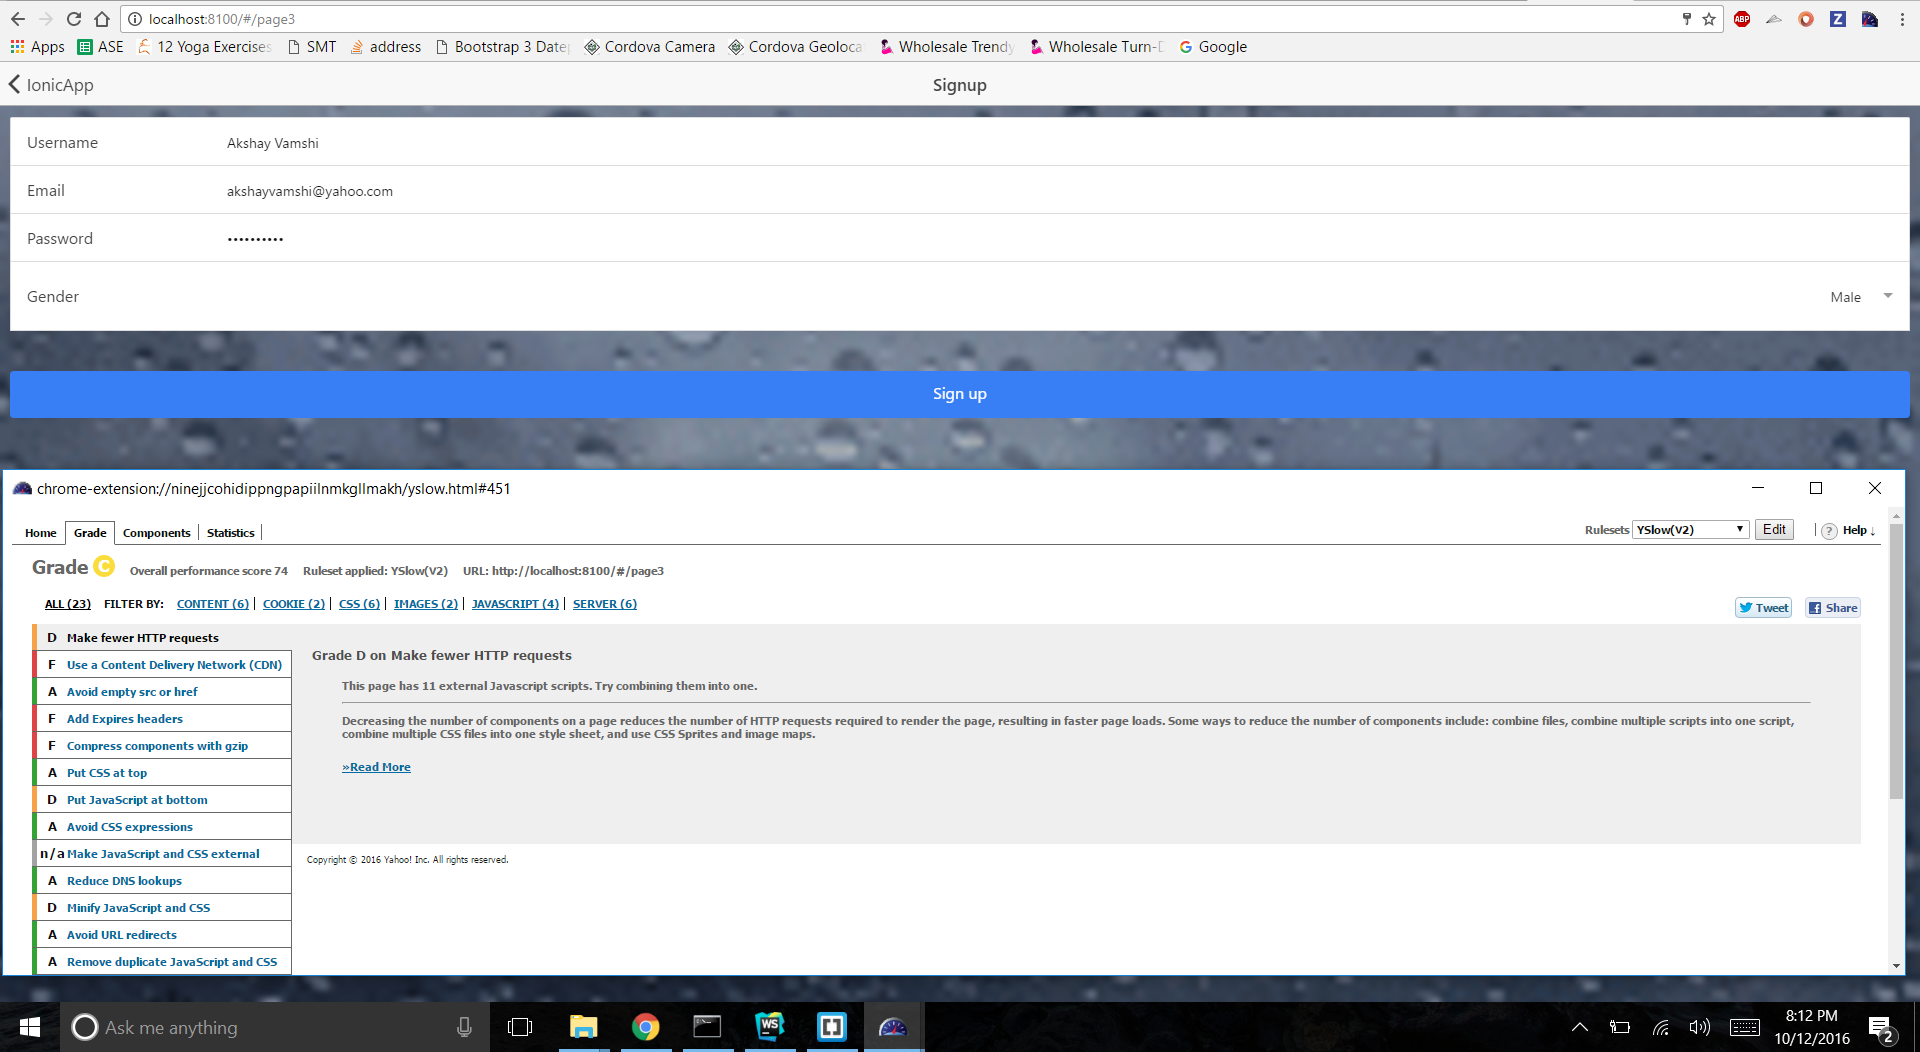 localhost:8100/#/page3
ABP
Z
Apps ASE 12 Yoga Exercises SMT address Bootstrap 3 Date Cordova Camera Cordova Geoloca Wholesale Trendy Wholesale Turn- Google
IonicApp
Signup
Username Akshay Vamshi
Email akshayvamshi@yahoo.com
Password ••••••••••
Gender Male
Sign up
chrome-extension://ninejjcohidippngpapiilnmkgllmakh/yslow.html#451
Home Grade Components Statistics
Rulesets YSlow(V2) Edit ? Help ↓
Grade C Overall performance score 74 Ruleset applied: YSlow(V2) URL: http://localhost:8100/#/page3
ALL (23) FILTER BY: CONTENT (6) COOKIE (2) CSS (6) IMAGES (2) JAVASCRIPT (4) SERVER (6)
Tweet Share
D Make fewer HTTP requests
F Use a Content Delivery Network (CDN)
A Avoid empty src or href
F Add Expires headers
F Compress components with gzip
A Put CSS at top
D Put JavaScript at bottom
A Avoid CSS expressions
n/a Make JavaScript and CSS external
A Reduce DNS lookups
D Minify JavaScript and CSS
A Avoid URL redirects
A Remove duplicate JavaScript and CSS
Grade D on Make fewer HTTP requests
This page has 11 external Javascript scripts. Try combining them into one.
Decreasing the number of components on a page reduces the number of HTTP requests required to render the page, resulting in faster page loads. Some ways to reduce the number of components include: combine files, combine multiple scripts into one script,
combine multiple CSS files into one style sheet, and use CSS Sprites and image maps.
»Read More
Copyright © 2016 Yahoo! Inc. All rights reserved.
Ask me anything
WS
8:12 PM
10/12/2016
2